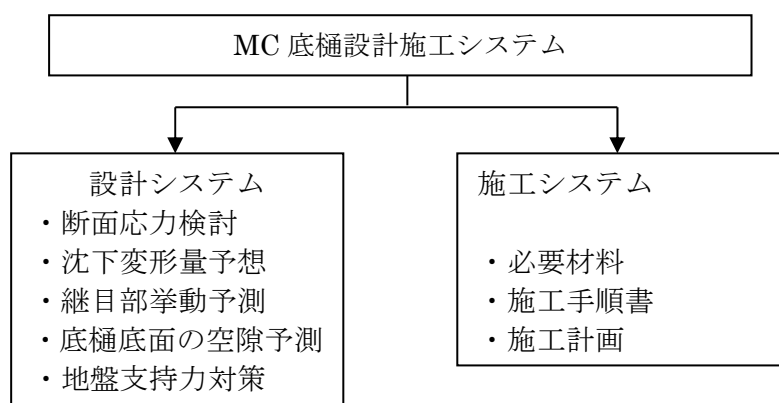 MC 底樋設計施工システム
設計システム
・断面応力検討
・沈下変形量予想
・継目部挙動予測
・底樋底面の空隙予測
・地盤支持力対策
施工システム
・必要材料
・施工手順書
・施工計画